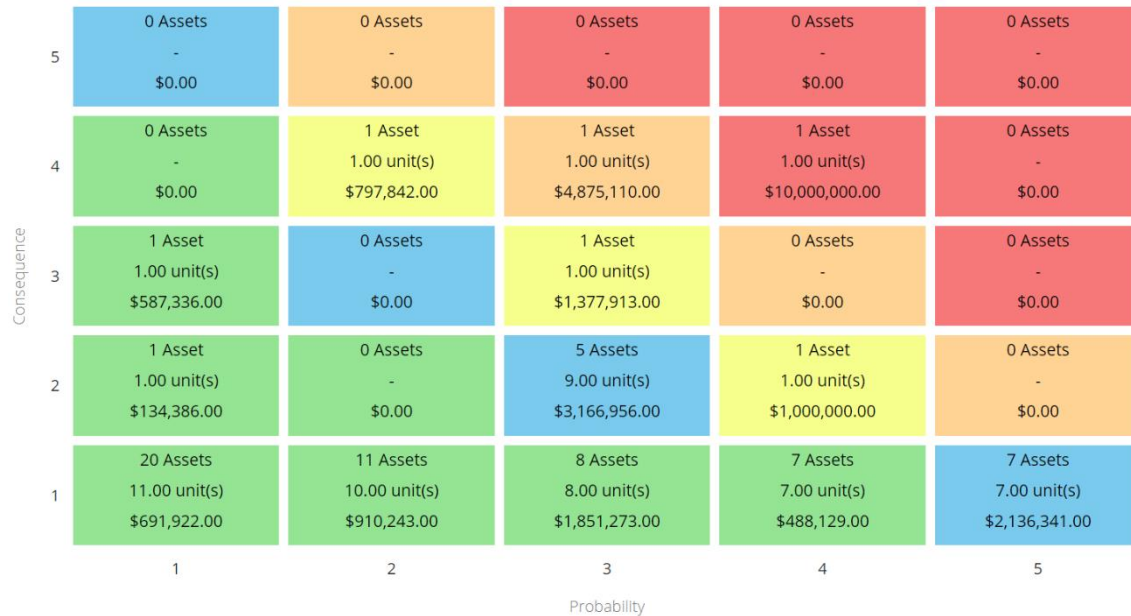 0 Assets
-
$0.00
0 Assets
-
$0.00
0 Assets
-
$0.00
0 Assets
-
$0.00
0 Assets
-
$0.00
5
0 Assets
-
$0.00
1 Asset
1.00 unit(s)
$797,842.00
1 Asset
1.00 unit(s)
$4,875,110.00
1 Asset
1.00 unit(s)
$10,000,000.00
0 Assets
-
$0.00
4
Consequence
1 Asset
1.00 unit(s)
$587,336.00
0 Assets
-
$0.00
1 Asset
1.00 unit(s)
$1,377,913.00
0 Assets
-
$0.00
0 Assets
-
$0.00
3
1 Asset
1.00 unit(s)
$134,386.00
0 Assets
-
$0.00
5 Assets
9.00 unit(s)
$3,166,956.00
1 Asset
1.00 unit(s)
$1,000,000.00
0 Assets
-
$0.00
2
20 Assets
11.00 unit(s)
$691,922.00
11 Assets
10.00 unit(s)
$910,243.00
8 Assets
8.00 unit(s)
$1,851,273.00
7 Assets
7.00 unit(s)
$488,129.00
7 Assets
7.00 unit(s)
$2,136,341.00
1
1
2
3
4
5
Probability